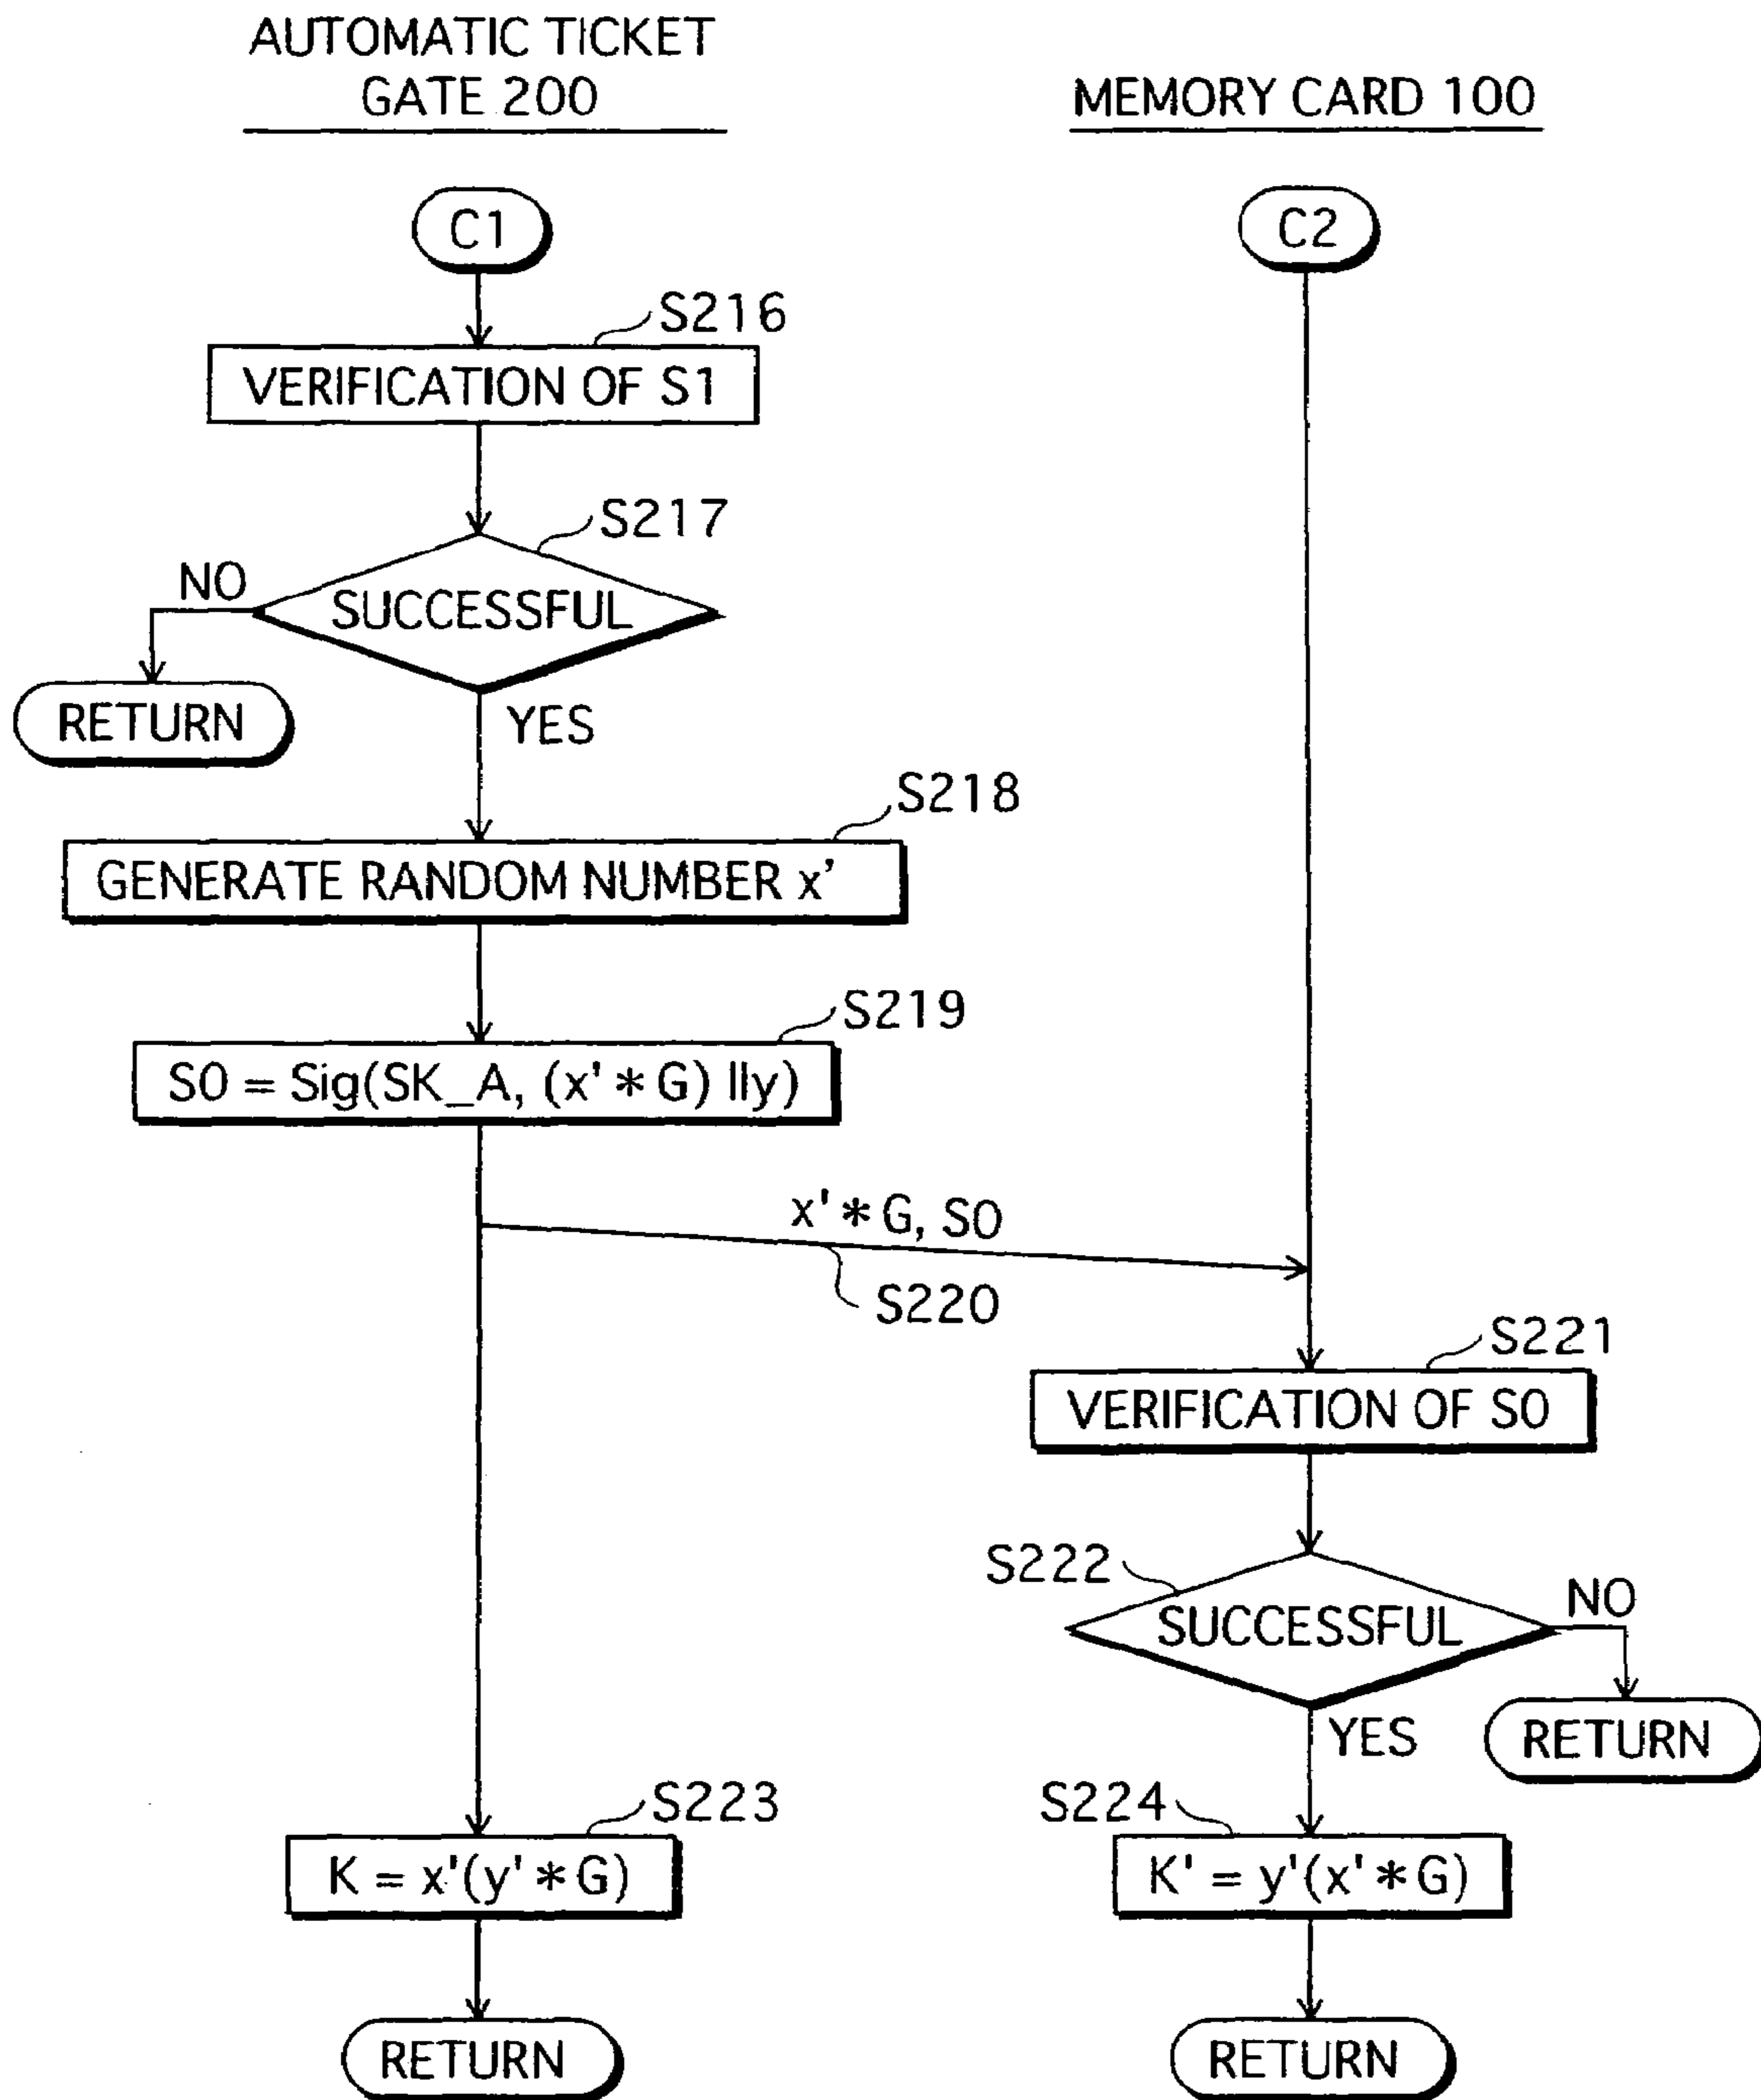 AUTOMATIC TICKET
GATE 200
MEMORY CARD 100
C1
C2
S216
VERIFICATION OF S1
S217
NO
SUCCESSFUL
RETURN
YES
S218
GENERATE RANDOM NUMBER x'
S219
S0 = Sig(SK_A, (x' * G) lly)
x' * G, S0
S220
S221
VERIFICATION OF S0
S222
NO
SUCCESSFUL
YES
RETURN
S223
S224
K = x'(y' * G)
K' = y'(x' * G)
RETURN
RETURN